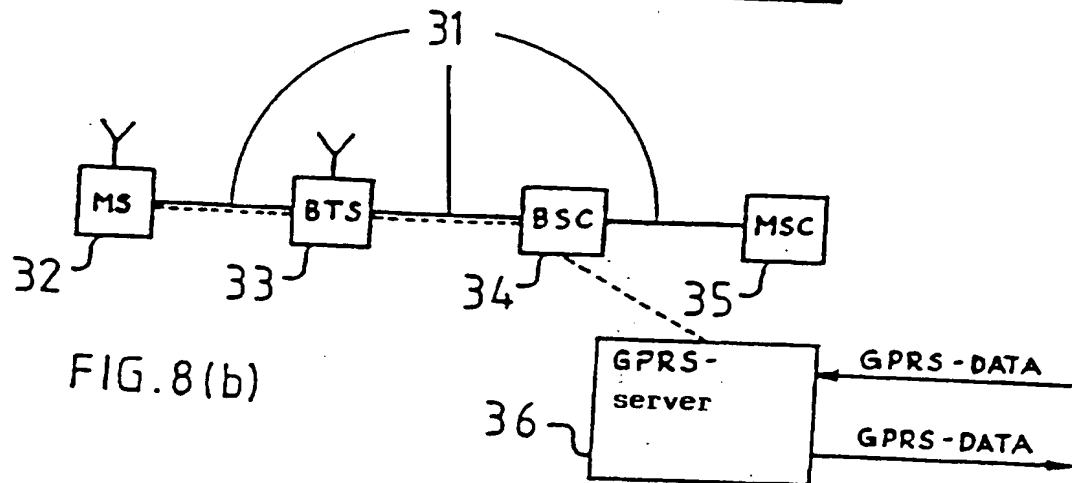 31
MS
BTS
BSC
MSC
32
33
34
35
FIG.8(b)
GPRS-
server
GPRS-DATA
36
GPRS-DATA